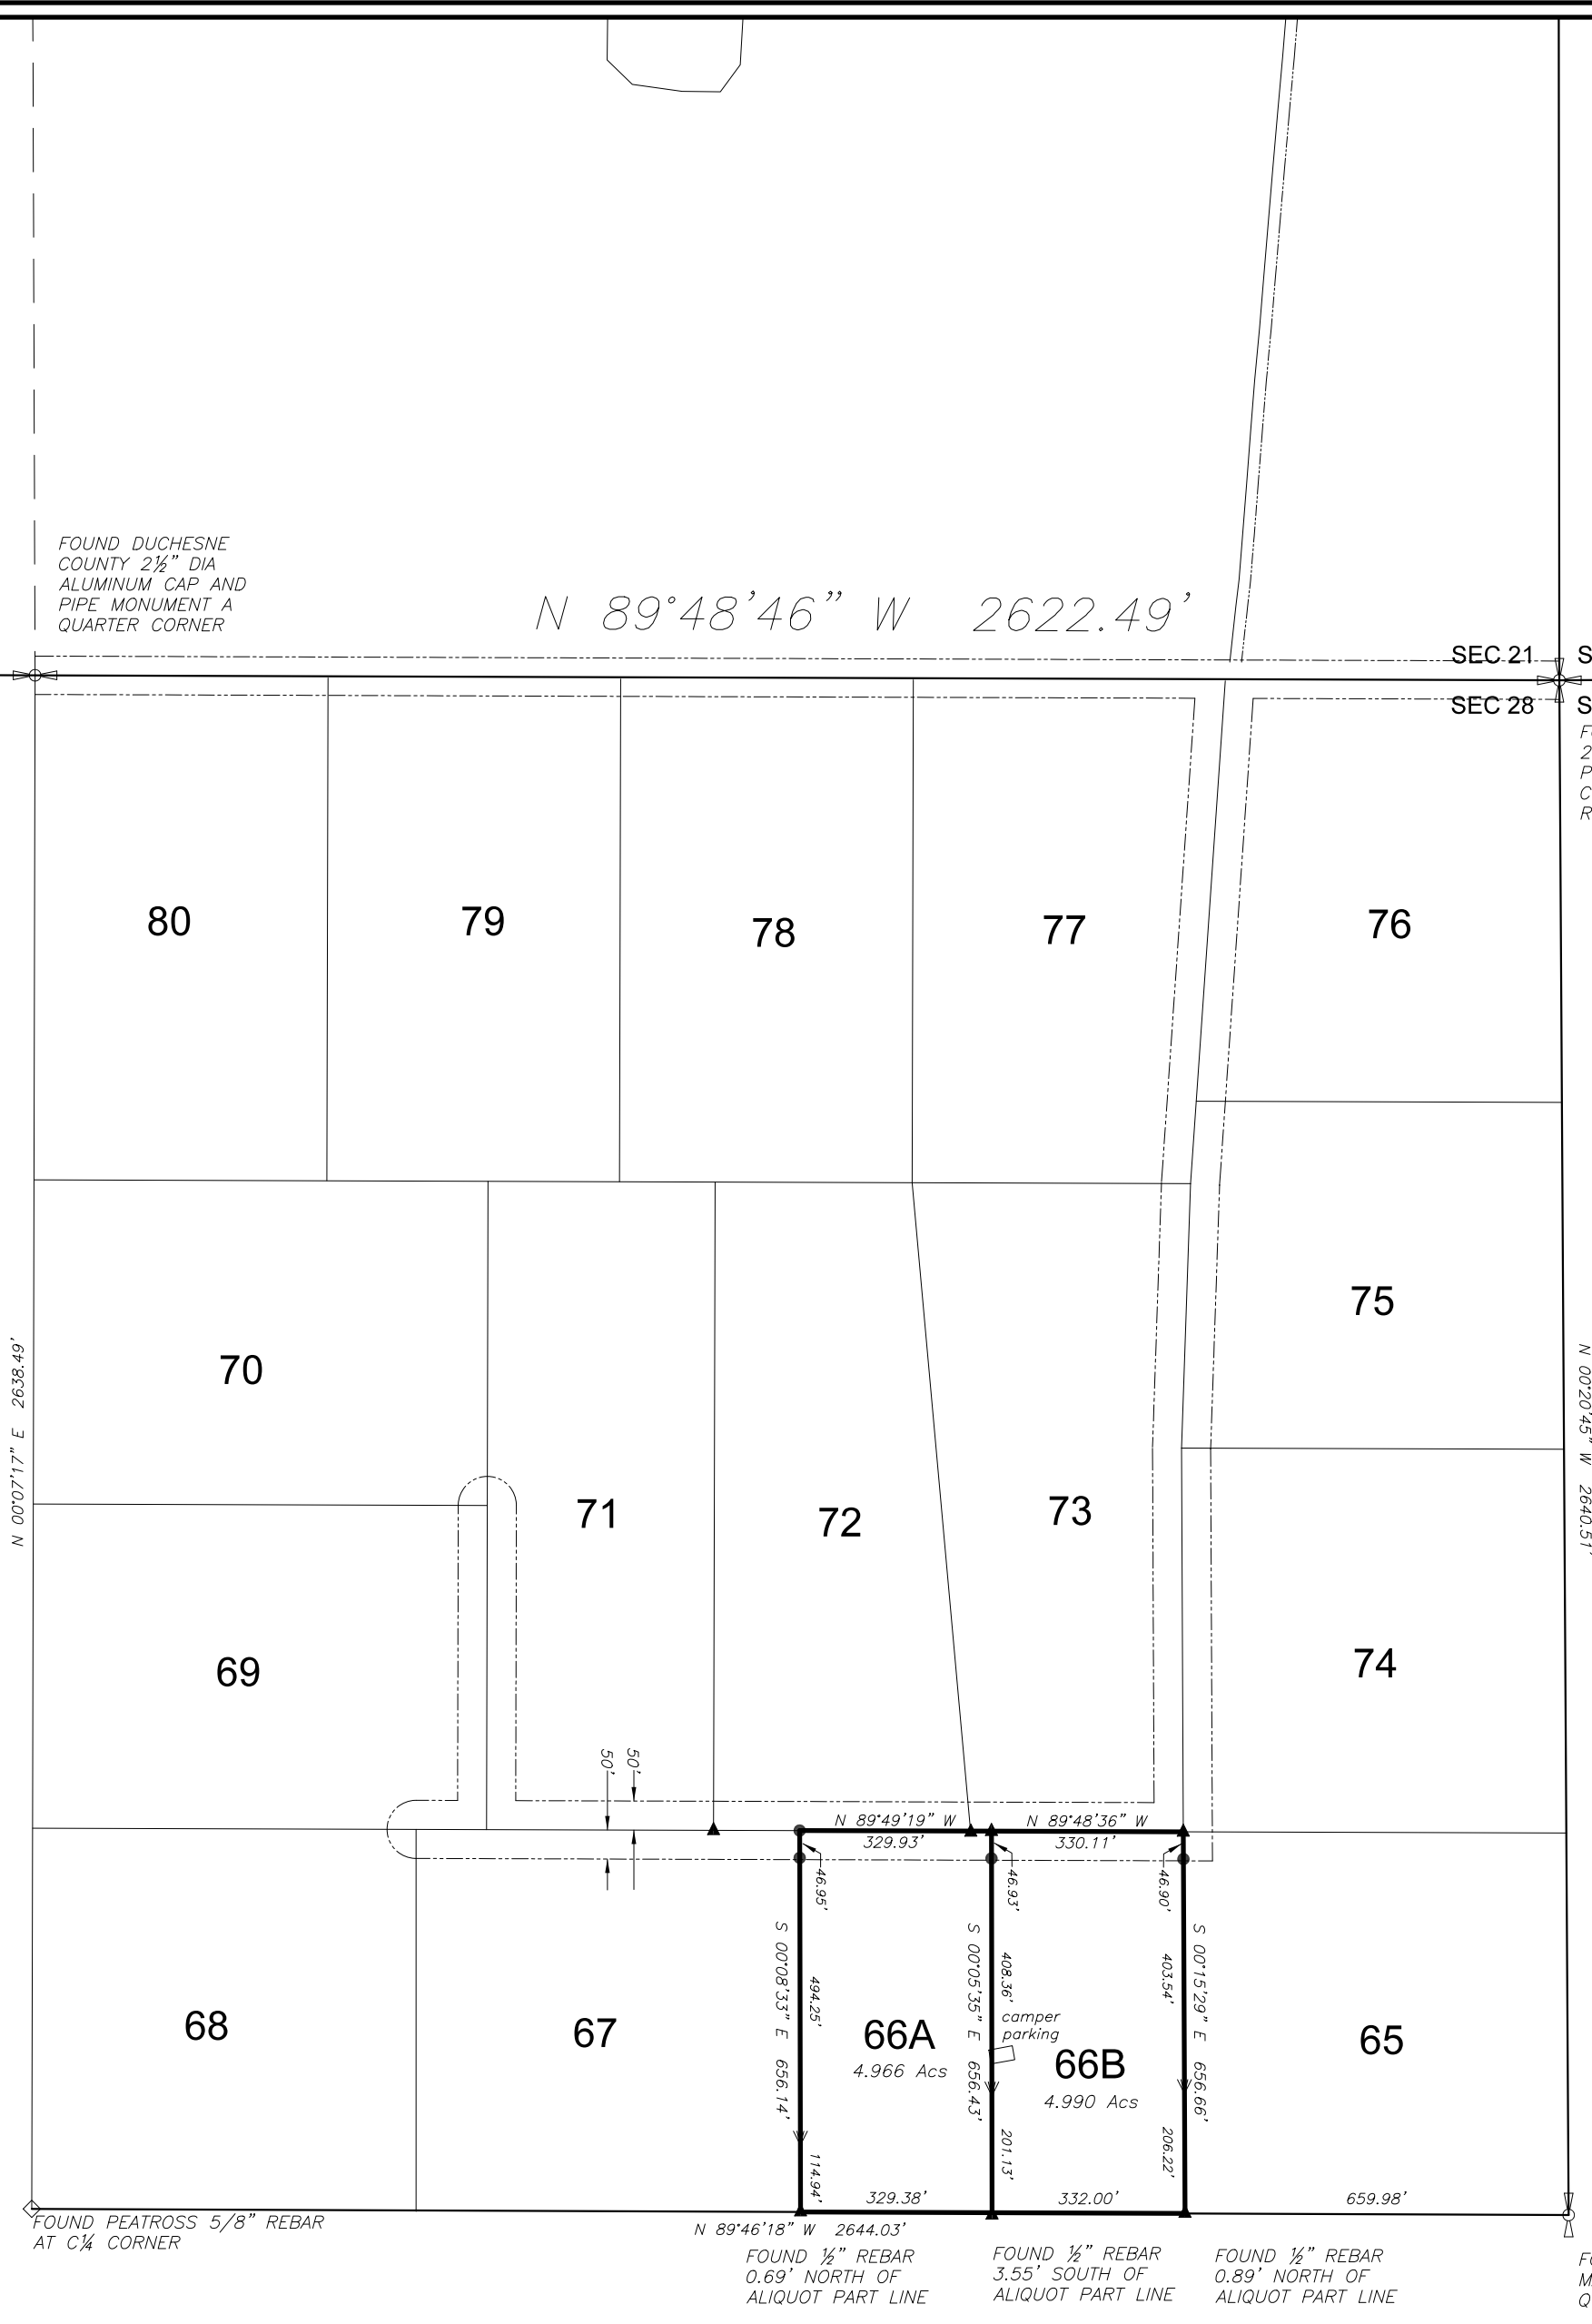 FOUND DUCHESNE
COUNTY 2½" DIA
ALUMINUM CAP AND
PIPE MONUMENT A
QUARTER CORNER
N 89°48'46" W 2622.49'
SEC 21
S
SEC 28
S
80
79
78
77
76
75
70
71
72
73
69
74
N 00°07'17" E 2638.49'
N 00°20'45" W 2640.51'
50'
50'
N 89°49'19" W
329.93'
N 89°48'36" W
330.11'
46.95'
46.93'
46.90'
S 00°08'33" E 656.14'
494.25'
114.94'
S 00°05'35" E 656.43'
408.36'
201.13'
403.54'
206.22'
S 00°15'29" E 656.66'
camper
parking
68
67
66A
4.966 Acs
66B
4.990 Acs
65
329.38'
332.00'
659.98'
FOUND PEATROSS 5/8" REBAR
AT C¼ CORNER
N 89°46'18" W 2644.03'
FOUND ½" REBAR
0.69' NORTH OF
ALIQUOT PART LINE
FOUND ½" REBAR
3.55' SOUTH OF
ALIQUOT PART LINE
FOUND ½" REBAR
0.89' NORTH OF
ALIQUOT PART LINE